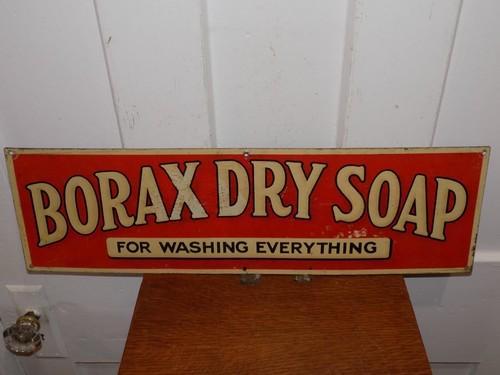 BORAX DRY SOAP
FOR WASHING EVERYTHING